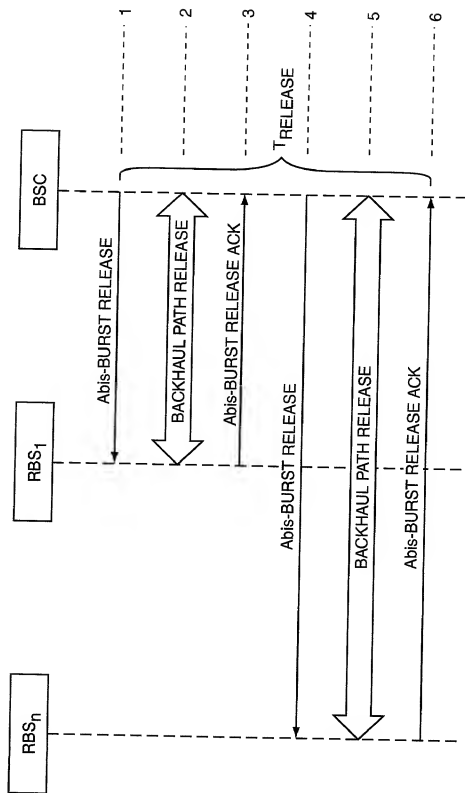 RBSn
RBS1
BSC
Abis-BURST RELEASE
1
BACKHAUL PATH RELEASE
2
Abis-BURST RELEASE ACK
3
TRELEASE
Abis-BURST RELEASE
4
BACKHAUL PATH RELEASE
5
Abis-BURST RELEASE ACK
6